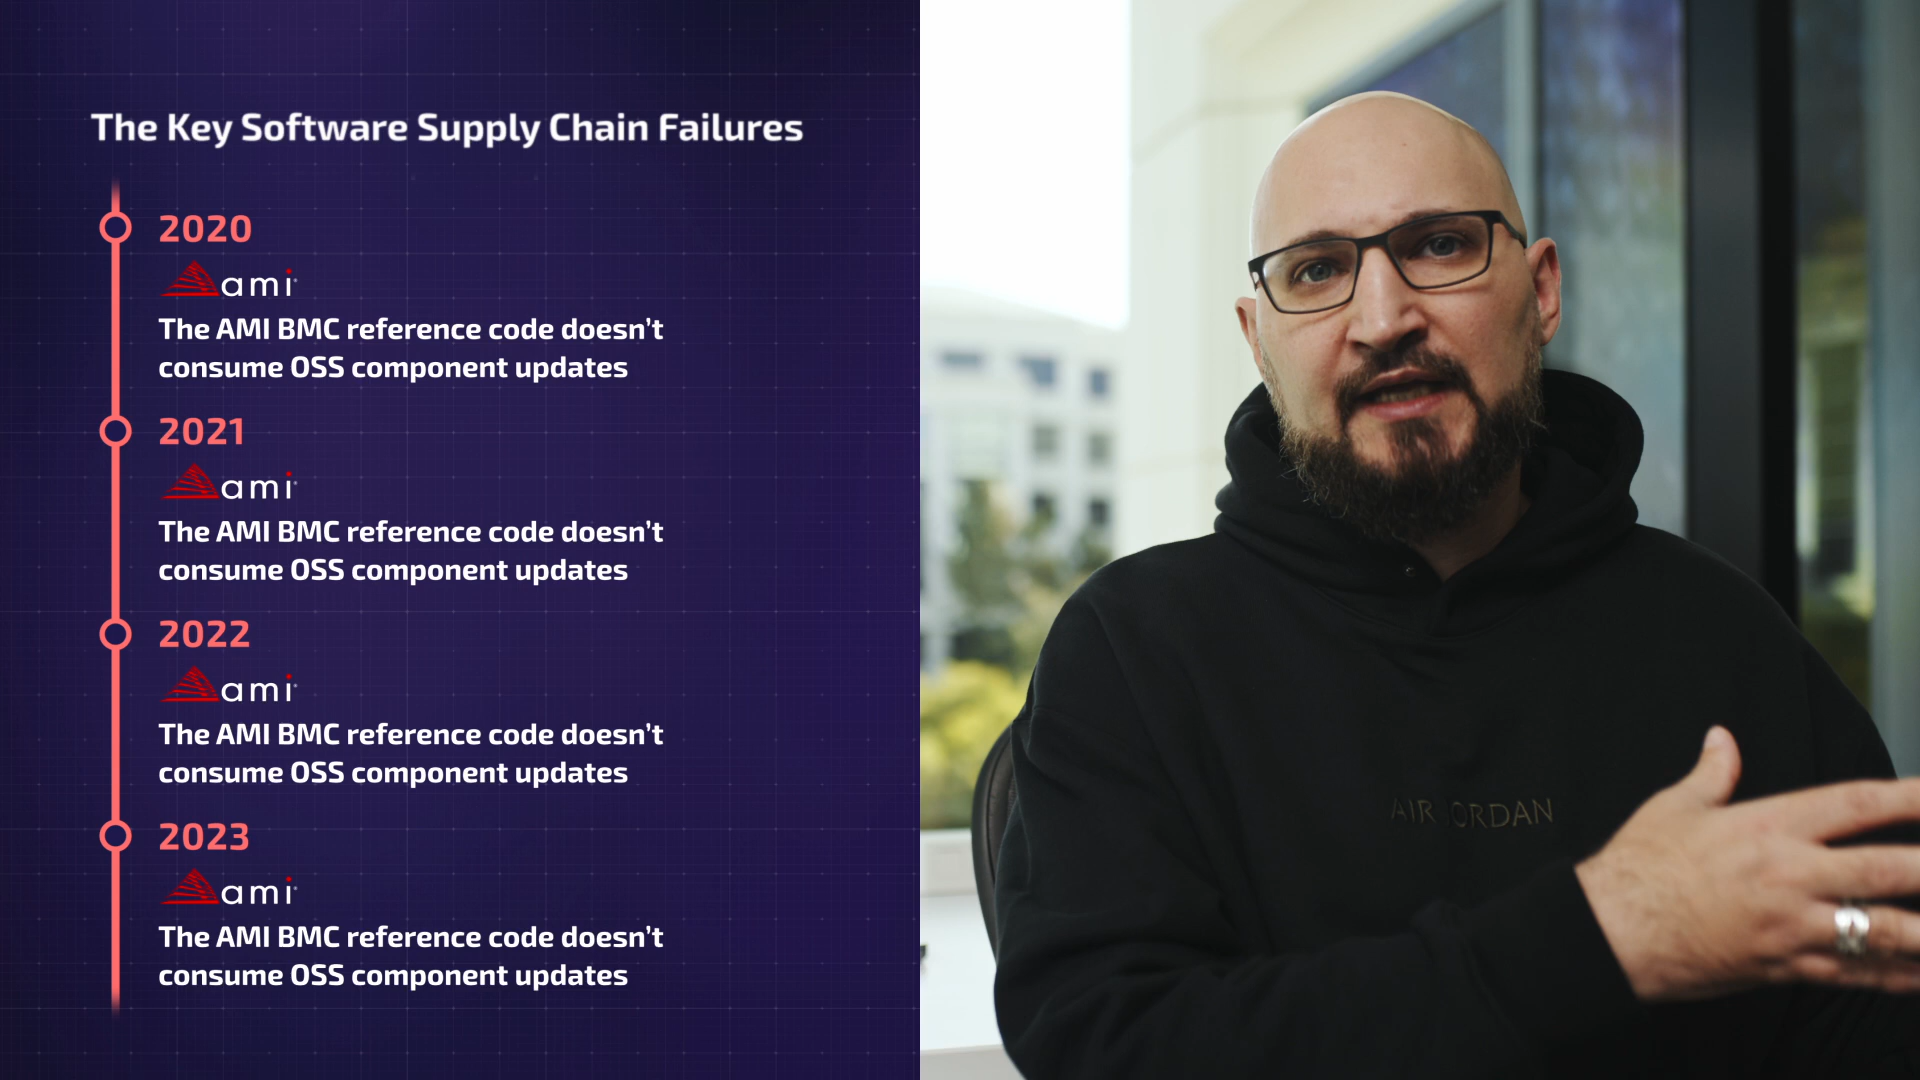 The Key Software Supply Chain Failures
2020
ami
The AMI BMC reference code doesn't
consume OSS component updates
2021
ami
The AMI BMC reference code doesn't
consume OSS component updates
2022
ami
The AMI BMC reference code doesn't
consume OSS component updates
2023
ami
The AMI BMC reference code doesn't
consume OSS component updates
AIR JORDAN